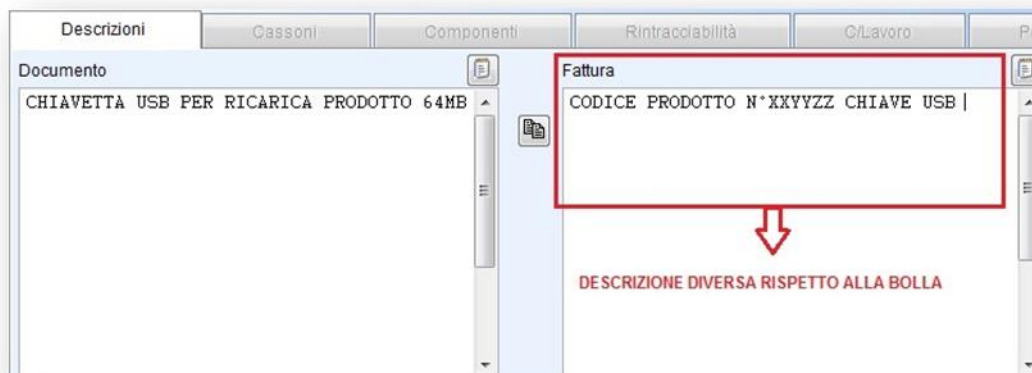 Descrizioni
Cassoni
Componenti
Rintracciabilità
C/Lavoro
Documento
Fattura
CHIAVETTA USB PER RICARICA PRODOTTO 64MB
CODICE PRODOTTO N°XXYYZZ CHIAVE USB
DESCRIZIONE DIVERSA RISPETTO ALLA BOLLA